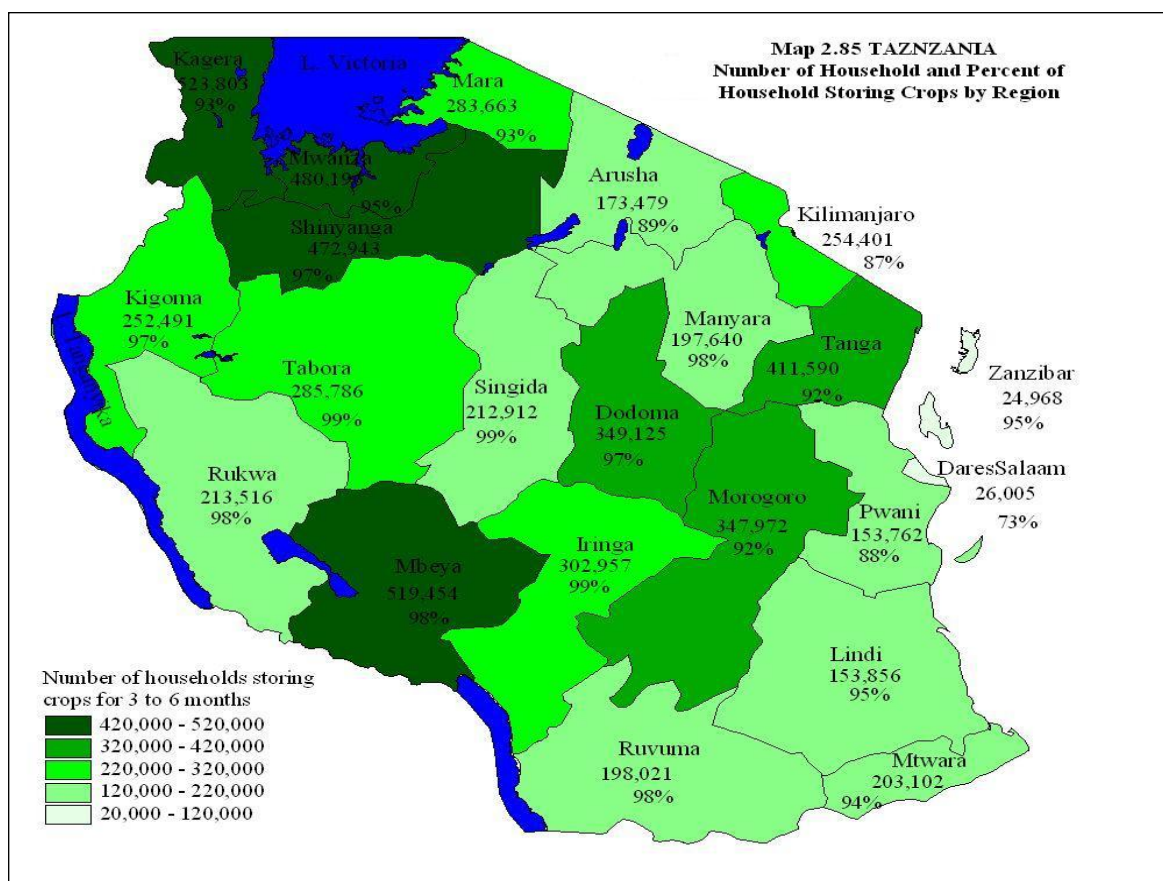 Map 2.85 TAZNZANIA
Number of Household and Percent of
Household Storing Crops by Region
Kagera
523,803
93%
L. Victoria
Mara
283,663
93%
Mwanza
95%
Shinyanga
472,943
97%
Arusha
173,479
89%
Kilimanjaro
254,401
87%
Kigoma
252,491
97%
Tabora
285,786
99%
Singida
212,912
99%
Manyara
197,640
98%
Tanga
411,590
92%
Dodoma
349,125
97%
Zanzibar
24,968
95%
DaresSalaam
26,005
73%
Rukwa
213,516
98%
Morogoro
347,972
92%
Pwani
153,762
88%
Mbeya
519,454
98%
Iringa
302,957
99%
Lindi
153,856
95%
Ruvuma
198,021
98%
Mtwara
203,102
94%
Number of households storing
crops for 3 to 6 months
420,000 - 520,000
320,000 - 420,000
220,000 - 320,000
120,000 - 220,000
20,000 - 120,000